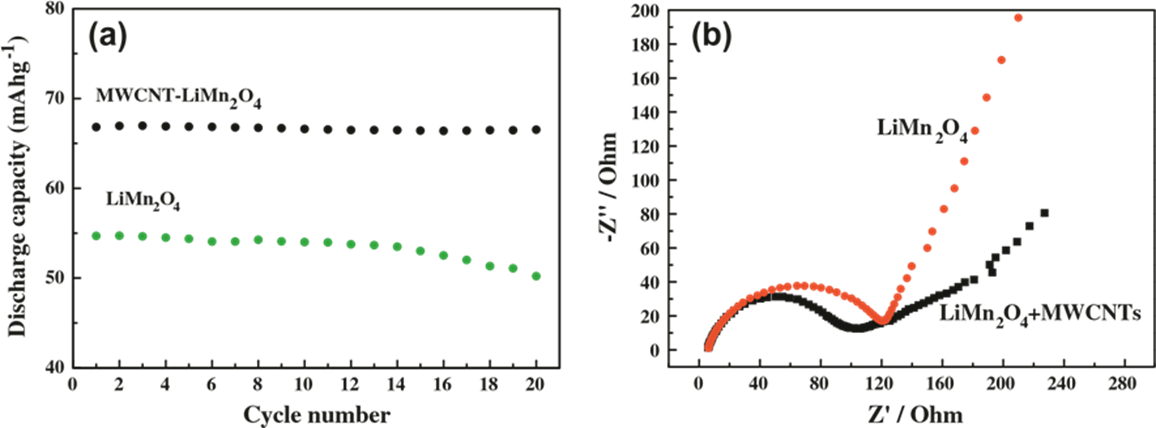 (a)
Discharge capacity (mAhg-1)
80
70
60
50
40
MWCNT-LiMn2O4
LiMn2O4
0 2 4 6 8 10 12 14 16 18 20
Cycle number
(b)
-Z'' / Ohm
200
180
160
140
120
100
80
60
40
20
0
LiMn2O4
LiMn2O4+MWCNTs
0 40 80 120 160 200 240 280
Z' / Ohm